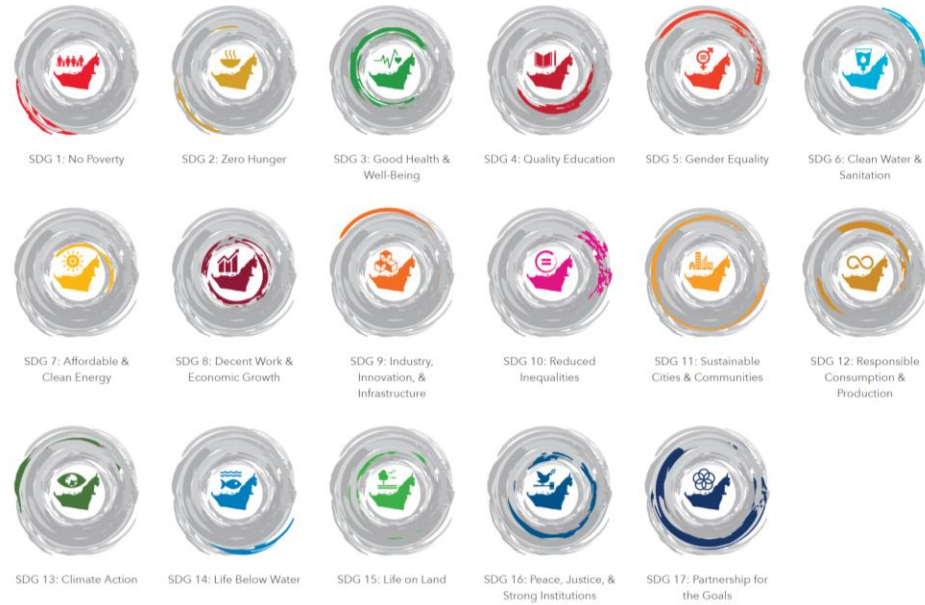 SDG 1: No Poverty
SDG 2: Zero Hunger
SDG 3: Good Health &
Well-Being
SDG 4: Quality Education
SDG 5: Gender Equality
SDG 6: Clean Water &
Sanitation
SDG 7: Affordable &
Clean Energy
SDG 8: Decent Work &
Economic Growth
SDG 9: Industry,
Innovation, &
Infrastructure
SDG 10: Reduced
Inequalities
SDG 11: Sustainable
Cities & Communities
SDG 12: Responsible
Consumption &
Production
SDG 13: Climate Action
SDG 14: Life Below Water
SDG 15: Life on Land
SDG 16: Peace, Justice, &
Strong Institutions
SDG 17: Partnership for
the Goals